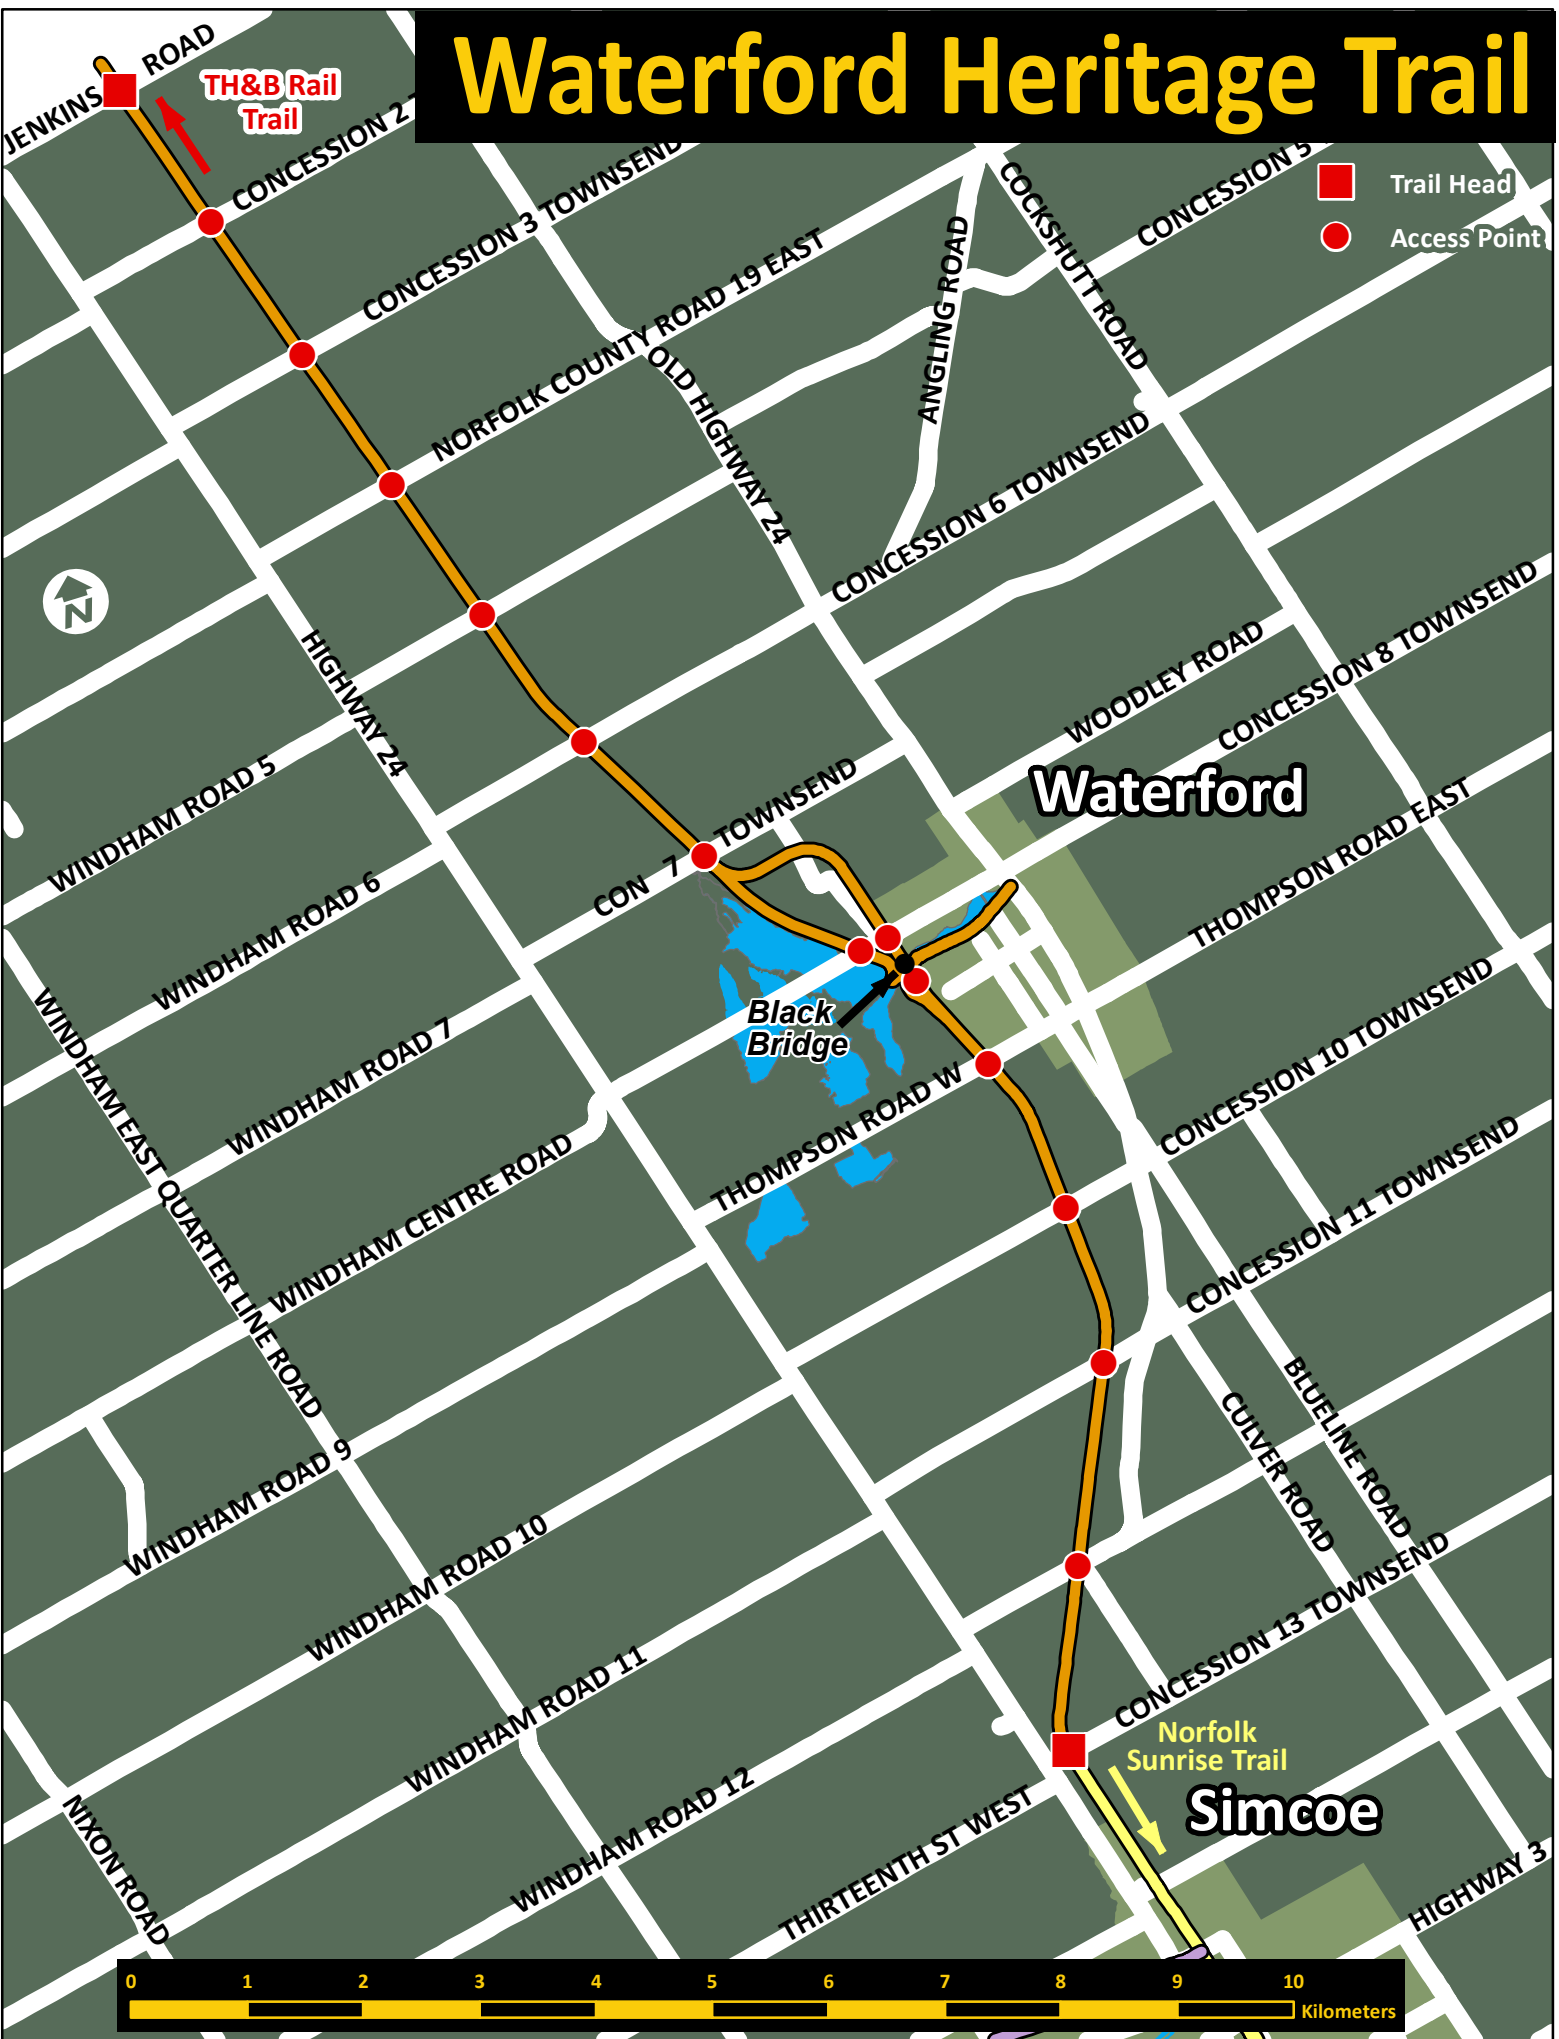 Waterford Heritage Trail
JENKINS ROAD
TH&B Rail
Trail
CONCESSION 2
CONCESSION 3 TOWNSEND
CONCESSION 5
Trail Head
Access Point
COCKSHUTT ROAD
ANGLING ROAD
NORFOLK COUNTY ROAD 19 EAST
OLD HIGHWAY 24
CONCESSION 6 TOWNSEND
N
HIGHWAY 24
WOODLEY ROAD
CONCESSION 8 TOWNSEND
WINDHAM ROAD 5
CON 7 TOWNSEND
Waterford
THOMPSON ROAD EAST
WINDHAM ROAD 6
Black
Bridge
WINDHAM ROAD 7
WINDHAM EAST QUARTER LINE ROAD
THOMPSON ROAD W
CONCESSION 10 TOWNSEND
WINDHAM CENTRE ROAD
CONCESSION 11 TOWNSEND
WINDHAM ROAD 9
BLUELINE ROAD
CULVER ROAD
WINDHAM ROAD 10
CONCESSION 13 TOWNSEND
WINDHAM ROAD 11
Norfolk
Sunrise Trail
Simcoe
WINDHAM ROAD 12
THIRTEENTH ST WEST
NIXON ROAD
HIGHWAY 3
0 1 2 3 4 5 6 7 8 9 10
Kilometers